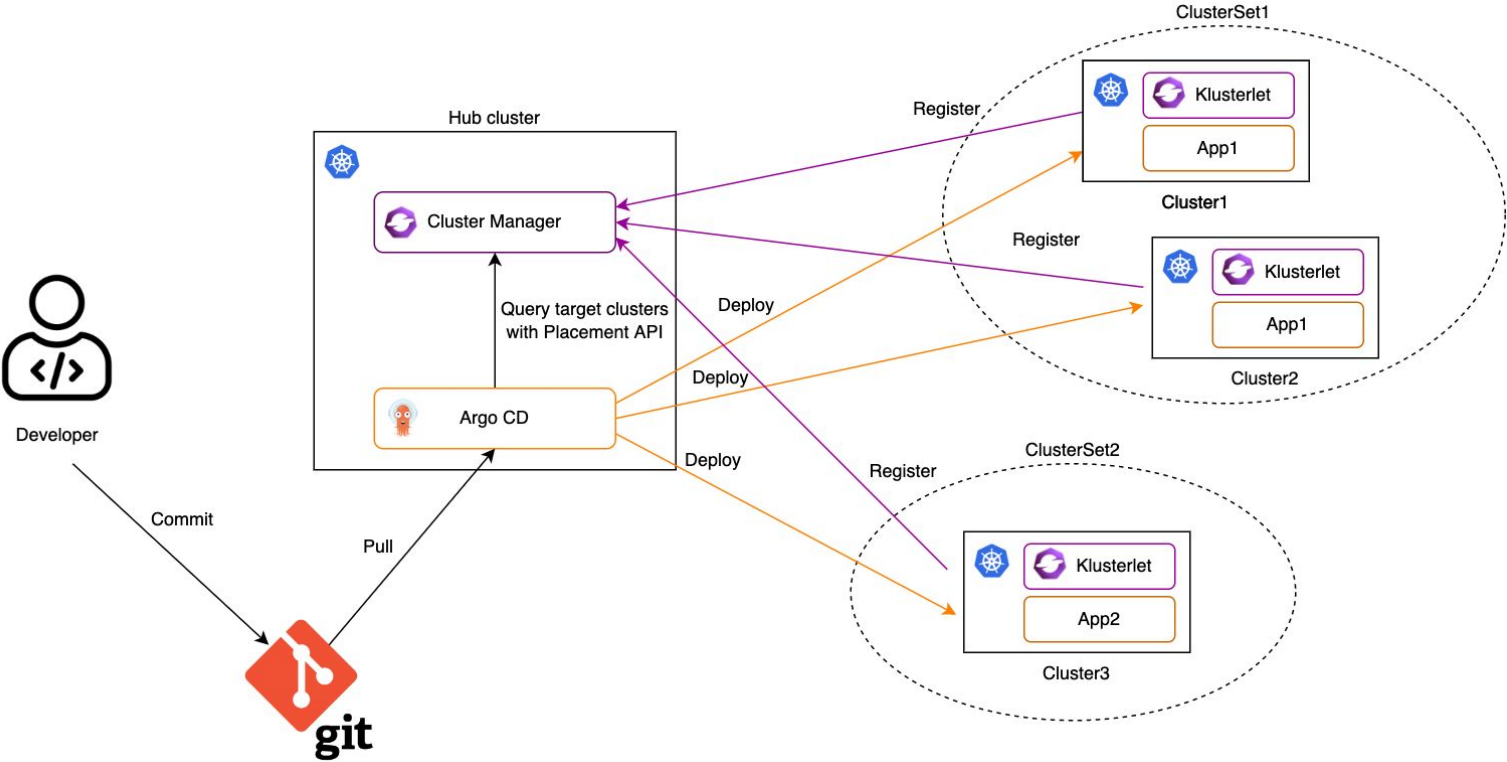 ClusterSet1
Klusterlet
App1
Cluster1
Register
Hub cluster
Cluster Manager
Register
Klusterlet
App1
Cluster2
Query target clusters
with Placement API
Deploy
Deploy
Argo CD
Deploy
Developer
Commit
Pull
git
ClusterSet2
Register
Klusterlet
App2
Cluster3